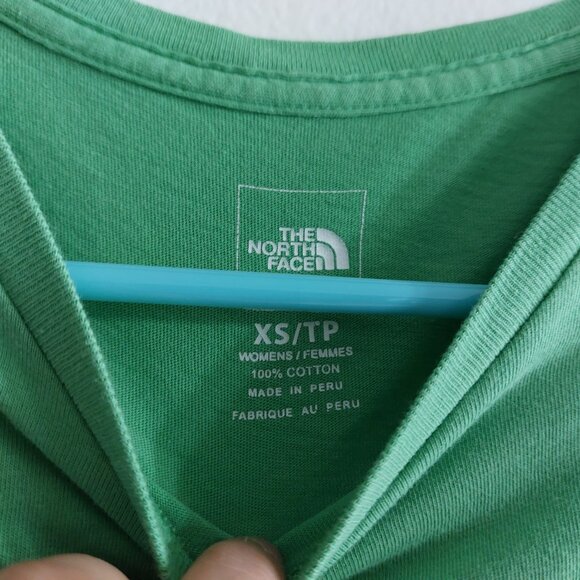 THE
NORTH
FACE
XS/TP
WOMENS / FEMMES
100% COTTON
MADE IN PERU
FABRIQUE AU PERU